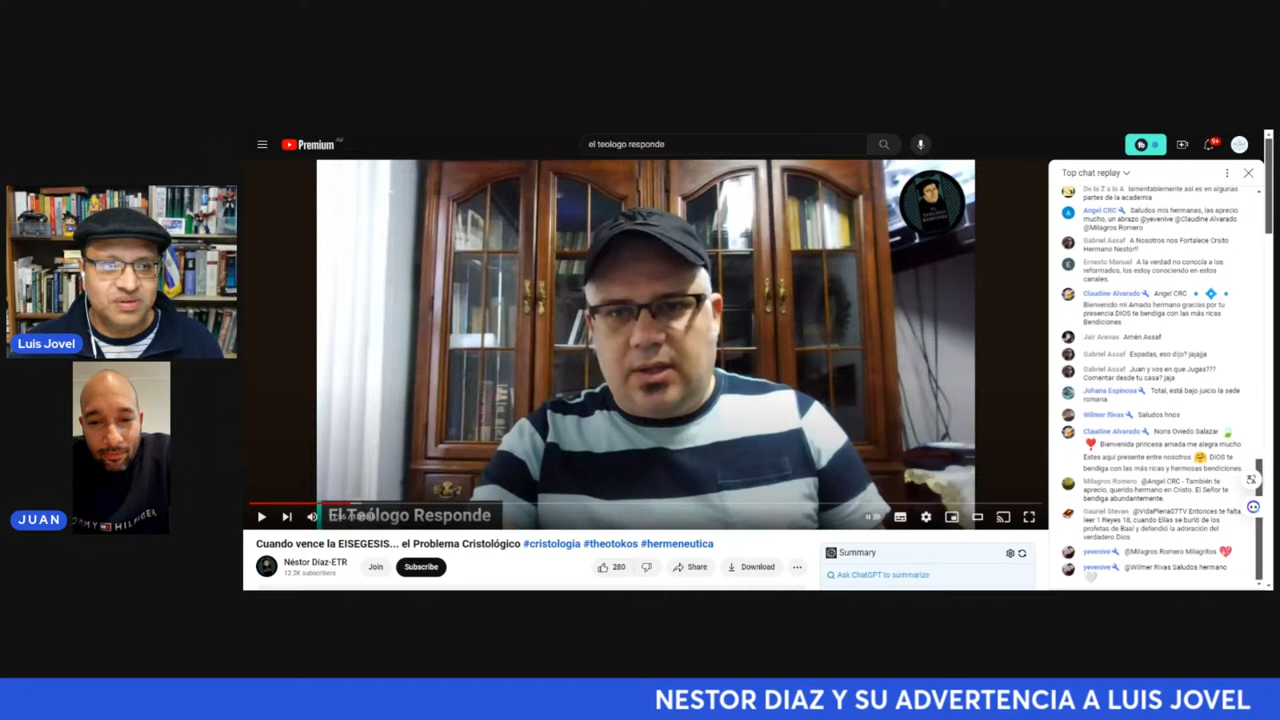 Premium
AU
el teologo responde
9+
Luis Jovel
JUAN
MMY HILFIGER
EL TEÓLOGO RESPONDE
El Teólogo Responde
Cuando vence la EISEGESIS... el Problema Cristológico #cristologia #theotokos #hermeneutica
Néstor Díaz-ETR
12.2K subscribers
Join
Subscribe
280
Share
Download
Summary
Ask ChatGPT to summarize
Top chat replay
De la Z a la A lamentablemente asi es en algunas
partes de la academia
Angel CRC Saludos mis hermanas, las aprecio
mucho, un abrazo @yevenive @Claudine Alvarado
@Milagros Romero
Gabriel Assaf A Nosotros nos Fortalece Crsito
Hermano Nestor!!
Ernesto Manuel A la verdad no conocía a los
reformados, los estoy conociendo en estos
canales.
Claudine Alvarado Angel CRC
Bienvenido mi Amado hermano gracias por tu
presencia DIOS te bendiga con las más ricas
Bendiciones
Jair Arenas Amén Assaf
Gabriel Assaf Espadas, eso dijo? jajajja
Gabriel Assaf Juan y vos en que Jugas???
Comentar desde tu casa? jaja
Johana Espinosa Total, está bajo juicio la sede
romana.
Wilmer Rivas Saludos hnos
Claudine Alvarado Noris Oviedo Salazar
Bienvenida princesa amada me alegra mucho
Estes aquí presente entre nosotros DIOS te
bendiga con las más ricas y hermosas bendiciones
Milagros Romero @Angel CRC - También te
aprecio, querido hermano en Cristo. El Señor te
bendiga abundantemente.
Gauriel Stevan @VidaPlena07TV Entonces te falta
leer 1 Reyes 18, cuando Elías se burló de los
profetas de Baal y defendió la adoración del
verdadero Dios.
yevenive @Milagros Romero Milagritos
yevenive @Wilmer Rivas Saludos hermano
NESTOR DIAZ Y SU ADVERTENCIA A LUIS JOVEL